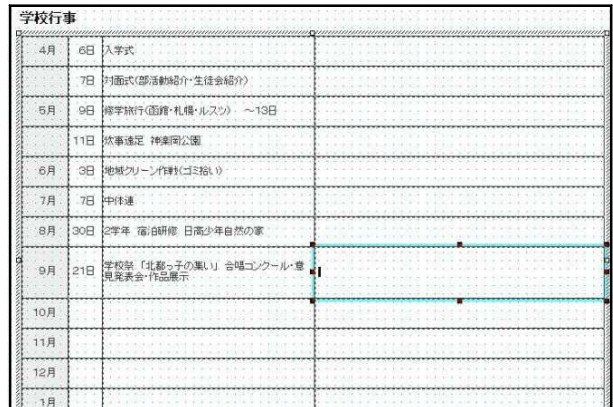 学校行事
4月 6日 入学式
7日 対面式(部活動紹介・生徒会紹介)
5月 9日 修学旅行(函館・札幌・ルスツ) ~13日
11日 炊事遠足 神楽岡公園
6月 3日 地域クリーン作戦(ゴミ拾い)
7月 7日 中体連
8月 30日 2学年 宿泊研修 日高少年自然の家
9月 21日 学校祭 「北都っ子の集い」 合唱コンクール・意
見発表会・作品展示
10月
11月
12月
1月